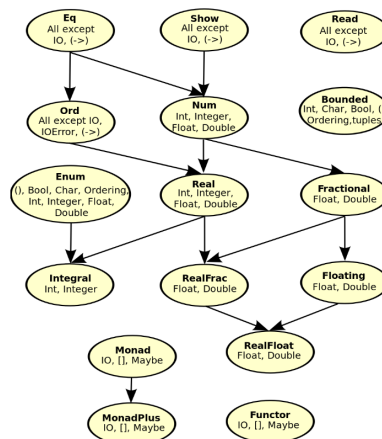 Eq
All except
IO, (->)
Show
All except
IO, (->)
Read
All except
IO, (->)
Ord
All except IO,
IOError, (->)
Num
Int, Integer,
Float, Double
Bounded
Int, Char, Bool, (
Ordering,tuples
Enum
(), Bool, Char, Ordering,
Int, Integer, Float,
Double
Real
Int, Integer,
Float, Double
Fractional
Float, Double
Integral
Int, Integer
RealFrac
Float, Double
Floating
Float, Double
Monad
IO, [], Maybe
RealFloat
Float, Double
MonadPlus
IO, [], Maybe
Functor
IO, [], Maybe